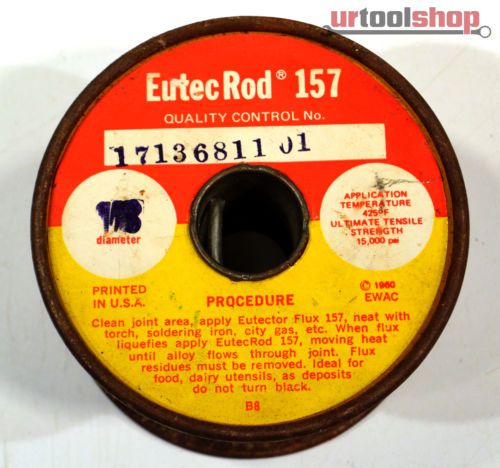 urtoolshop
EutecRod® 157
QUALITY CONTROL No.
17136811 01
1/8
diameter
APPLICATION
TEMPERATURE
425°F
ULTIMATE TENSILE
STRENGTH
15,000 psi
PRINTED
IN U.S.A.
© 1960
EWAC
PROCEDURE
Clean joint area, apply Eutector Flux 157, heat with
torch, soldering iron, city gas, etc. When flux
liquefies apply EutecRod 157, moving heat
until alloy flows through joint. Flux
residues must be removed. Ideal for
food, dairy utensils, as deposits
do not turn black.
B8